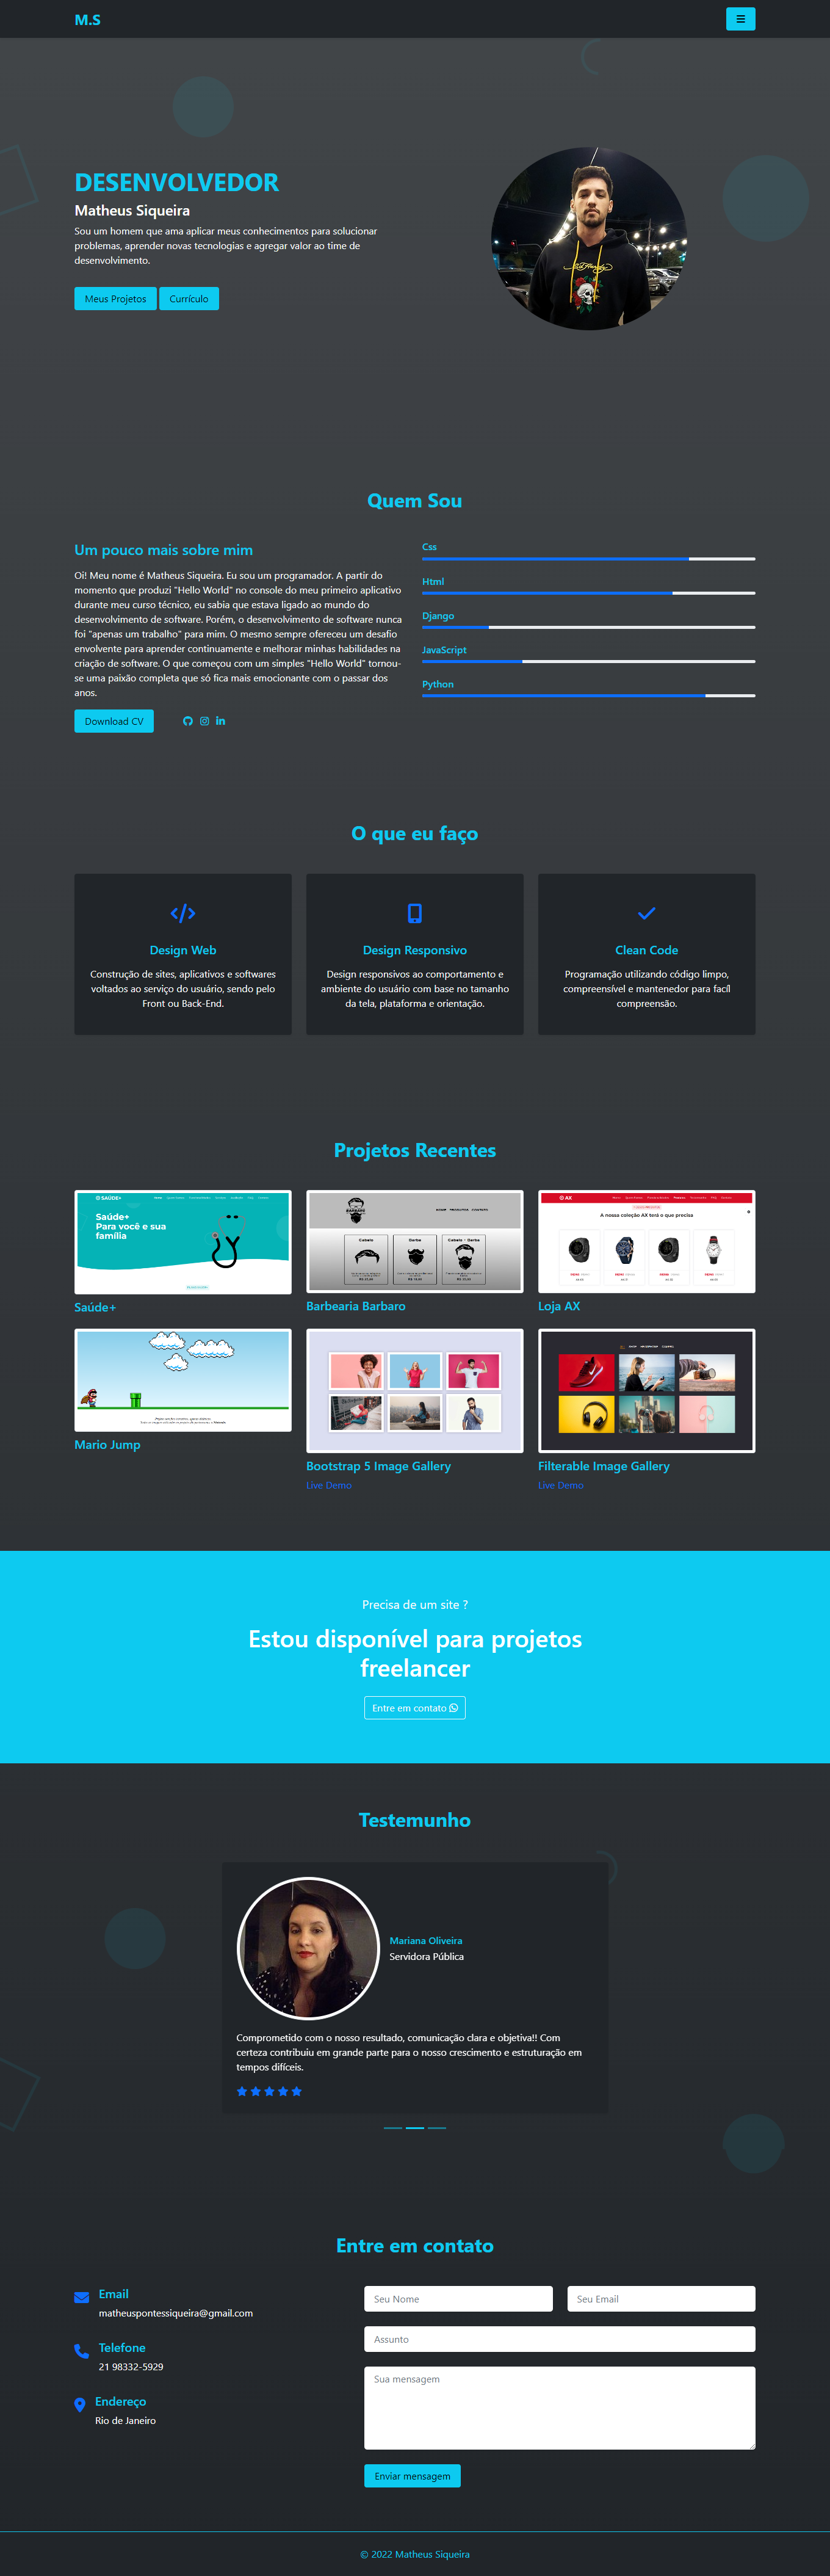 M.S
DESENVOLVEDOR
Matheus Siqueira
Sou um homem que ama aplicar meus conhecimentos para solucionar
problemas, aprender novas tecnologias e agregar valor ao time de
desenvolvimento.
Meus Projetos
Currículo
Quem Sou
Um pouco mais sobre mim
Oi! Meu nome é Matheus Siqueira. Eu sou um programador. A partir do
momento que produzi "Hello World" no console do meu primeiro aplicativo
durante meu curso técnico, eu sabia que estava ligado ao mundo do
desenvolvimento de software. Porém, o desenvolvimento de software nunca
foi "apenas um trabalho" para mim. O mesmo sempre ofereceu um desafio
envolvente para aprender continuamente e melhorar minhas habilidades na
criação de software. O que começou com um simples "Hello World" tornou-
se uma paixão completa que só fica mais emocionante com o passar dos
anos.
Download CV
Css
Html
Django
JavaScript
Python
O que eu faço
Design Web
Construção de sites, aplicativos e softwares
voltados ao serviço do usuário, sendo pelo
Front ou Back-End.
Design Responsivo
Design responsivos ao comportamento e
ambiente do usuário com base no tamanho
da tela, plataforma e orientação.
Clean Code
Programação utilizando código limpo,
compreensível e mantenedor para facíl
compreensão.
Projetos Recentes
SAÚDE+
Saúde+
Para você e sua
família
Saúde+
Cabelo
Barba
Cabelo + Barba
Barbearia Barbaro
AX
A nossa coleção AX terá o que precisa
Loja AX
Mario Jump
Bootstrap 5 Image Gallery
Live Demo
Filterable Image Gallery
Live Demo
Precisa de um site ?
Estou disponível para projetos
freelancer
Entre em contato
Testemunho
Mariana Oliveira
Servidora Pública
Comprometido com o nosso resultado, comunicação clara e objetiva!! Com
certeza contribuiu em grande parte para o nosso crescimento e estruturação em
tempos difíceis.
Entre em contato
Email
matheuspontessiqueira@gmail.com
Telefone
21 98332-5929
Endereço
Rio de Janeiro
Seu Nome
Seu Email
Assunto
Sua mensagem
Enviar mensagem
© 2022 Matheus Siqueira